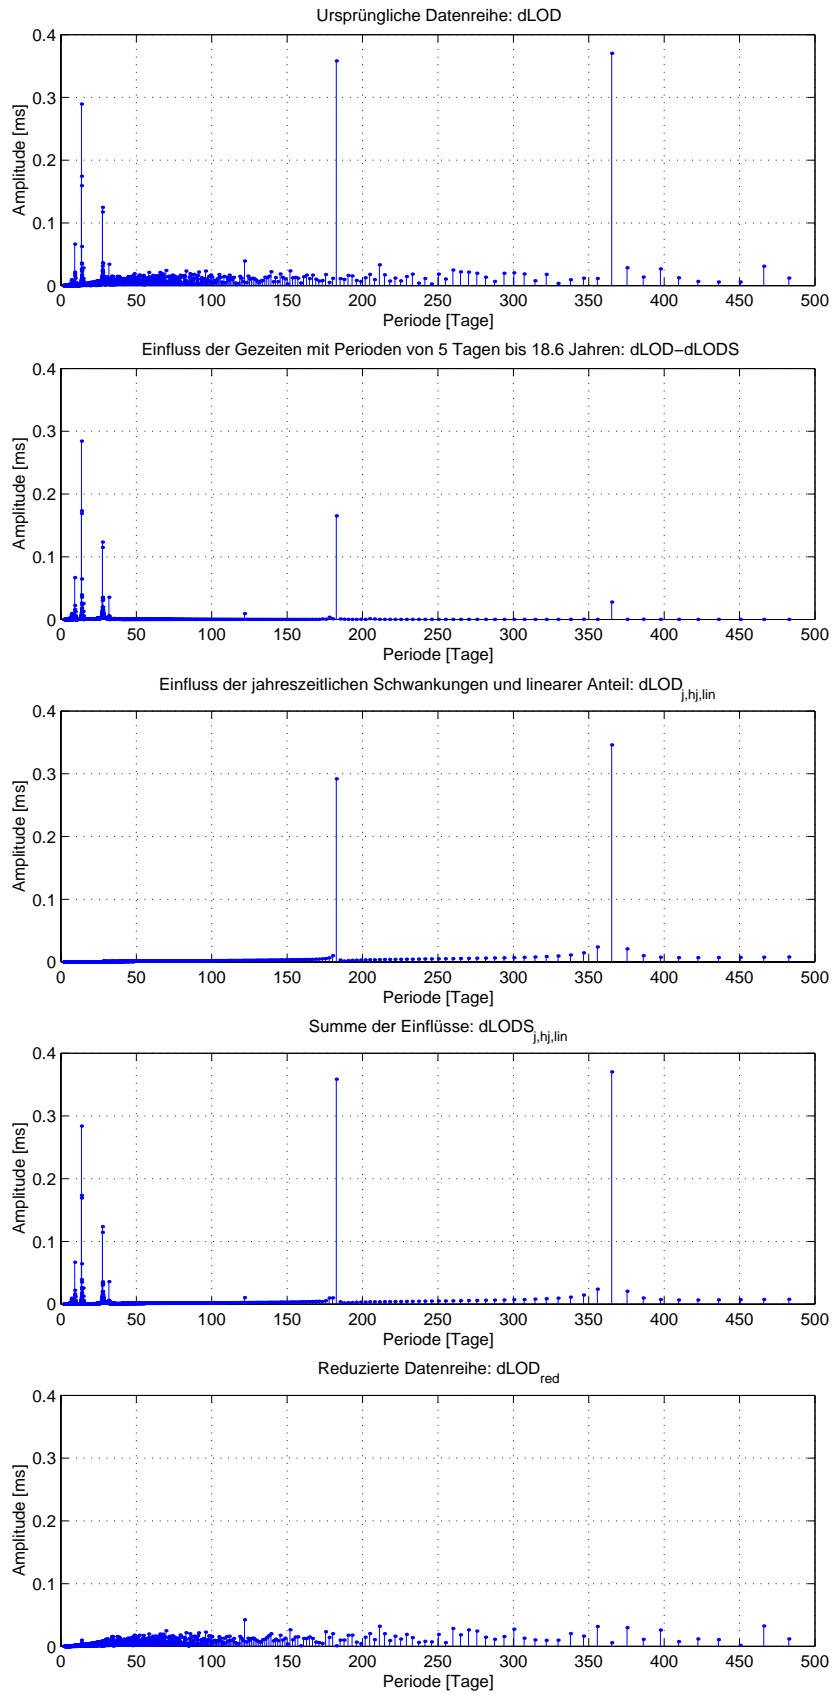 Ursprüngliche Datenreihe: dLOD
0.4
0.3
0.2
0.1
0
Amplitude [ms]
0 50 100 150 200 250 300 350 400 450 500
Periode [Tage]
Einfluss der Gezeiten mit Perioden von 5 Tagen bis 18.6 Jahren: dLOD−dLODS
0.4
0.3
0.2
0.1
0
Amplitude [ms]
0 50 100 150 200 250 300 350 400 450 500
Periode [Tage]
Einfluss der jahreszeitlichen Schwankungen und linearer Anteil: dLOD j,hj,lin
0.4
0.3
0.2
0.1
0
Amplitude [ms]
0 50 100 150 200 250 300 350 400 450 500
Periode [Tage]
Summe der Einflüsse: dLODS j,hj,lin
0.4
0.3
0.2
0.1
0
Amplitude [ms]
0 50 100 150 200 250 300 350 400 450 500
Periode [Tage]
Reduzierte Datenreihe: dLOD red
0.4
0.3
0.2
0.1
0
Amplitude [ms]
0 50 100 150 200 250 300 350 400 450 500
Periode [Tage]